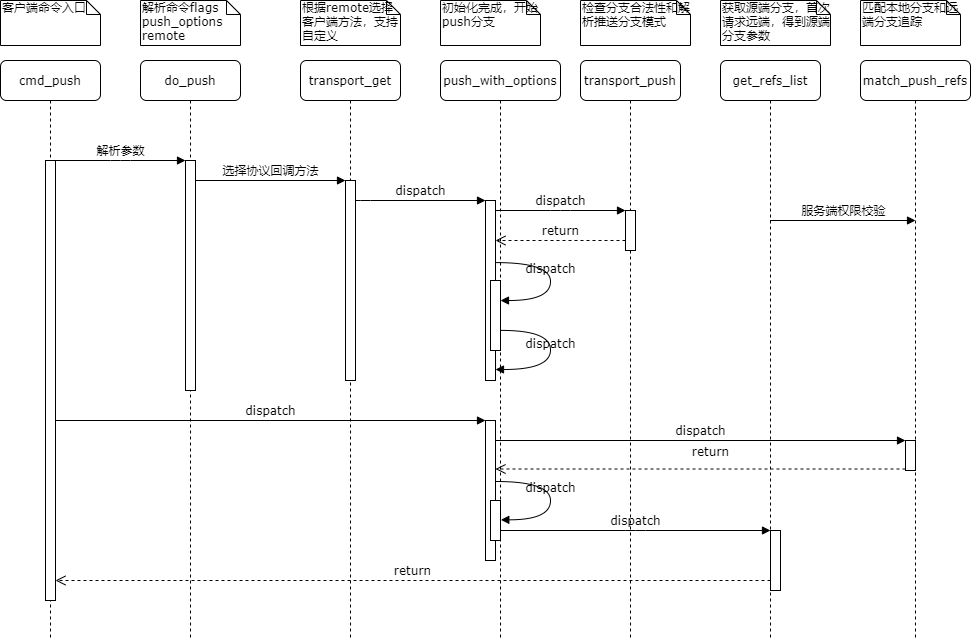 客户端命令入口
解析命令flags
push_options
remote
根据remote选择
客户端方法，支持
自定义
初始化完成，开始
push分支
检查分支合法性和解
析推送分支模式
获取源端分支，首次
请求远端，得到源端
分支参数
匹配本地分支和远
端分支追踪
cmd_push
do_push
transport_get
push_with_options
transport_push
get_refs_list
match_push_refs
解析参数
选择协议回调方法
dispatch
dispatch
服务端权限校验
return
dispatch
dispatch
dispatch
dispatch
return
dispatch
dispatch
return